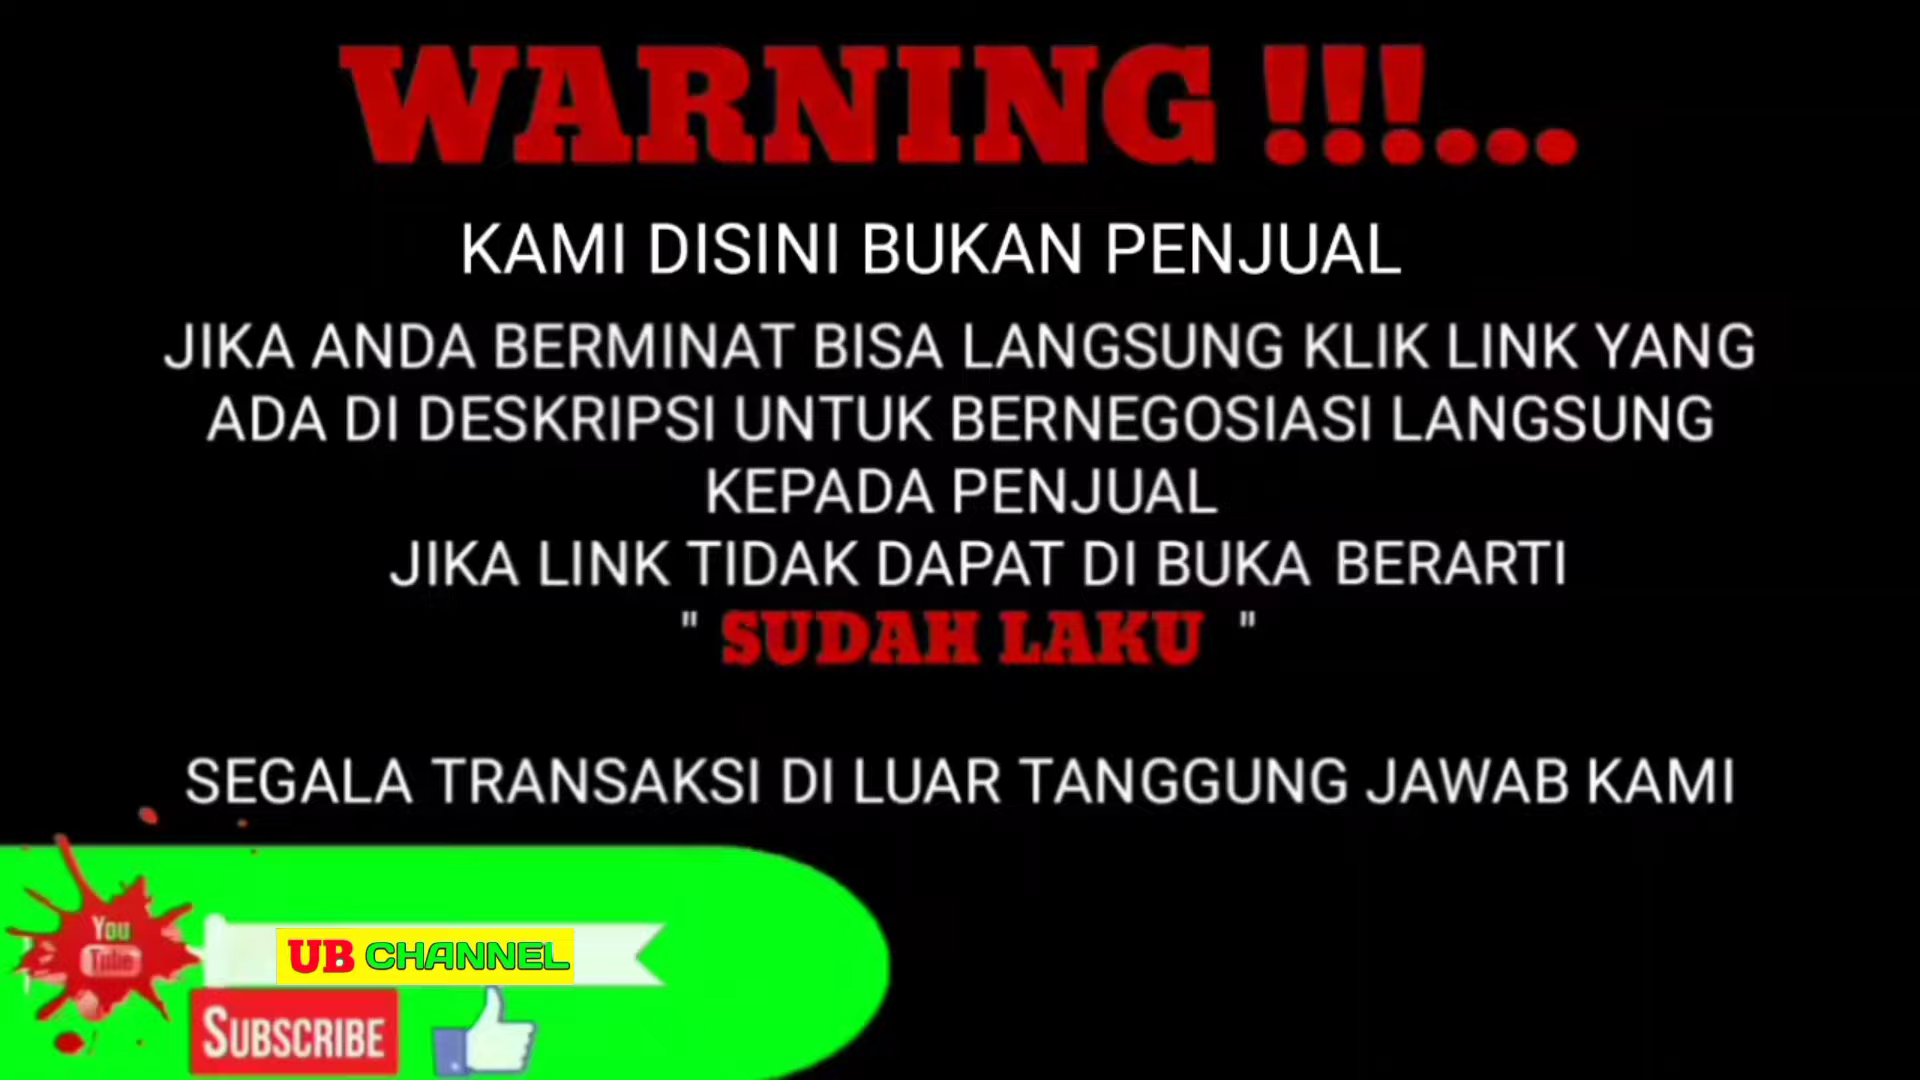 WARNING !!!...
KAMI DISINI BUKAN PENJUAL
JIKA ANDA BERMINAT BISA LANGSUNG KLIK LINK YANG
ADA DI DESKRIPSI UNTUK BERNEGOSIASI LANGSUNG
KEPADA PENJUAL
JIKA LINK TIDAK DAPAT DI BUKA BERARTI
" SUDAH LAKU "
SEGALA TRANSAKSI DI LUAR TANGGUNG JAWAB KAMI
You
Tube
UB CHANNEL
SUBSCRIBE